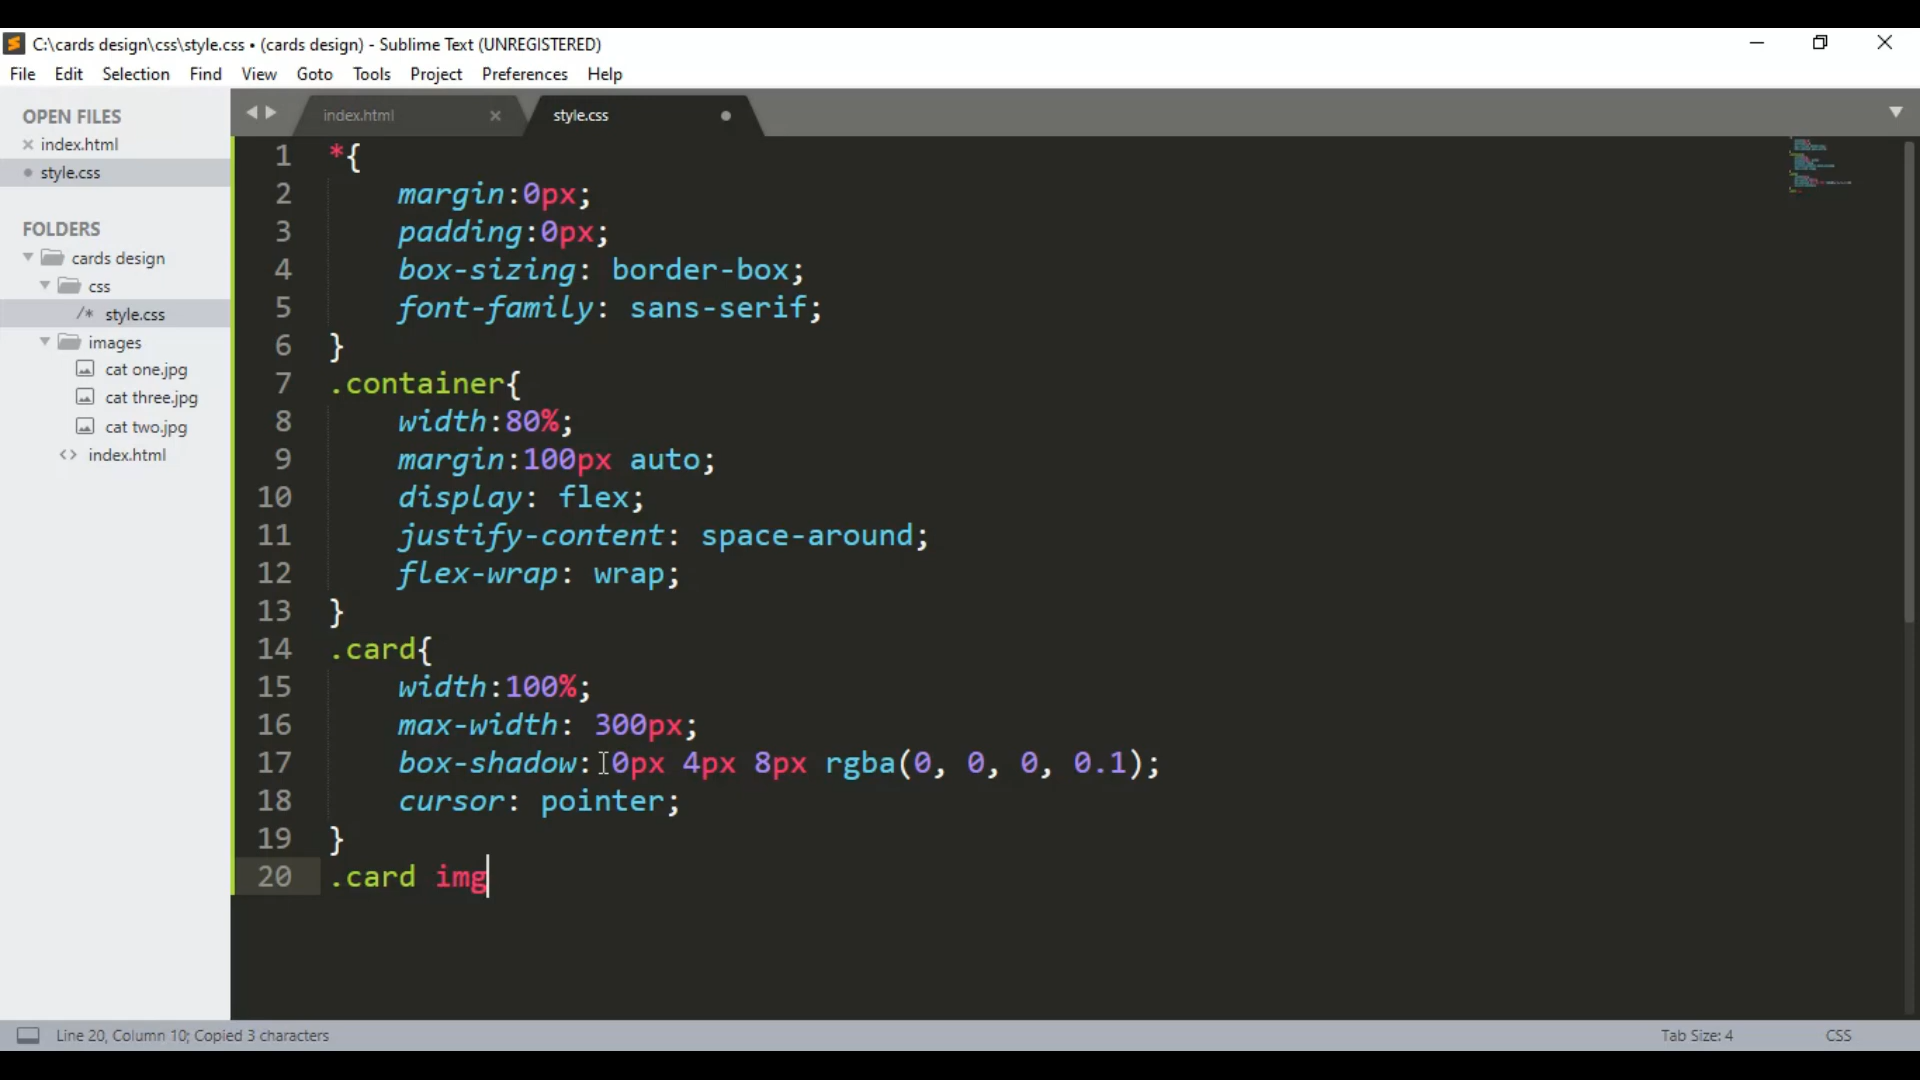 C:\cards design\css\style.css • (cards design) - Sublime Text (UNREGISTERED)
File Edit Selection Find View Goto Tools Project Preferences Help
OPEN FILES
index.html
style.css
FOLDERS
cards design
css
/* style.css
images
cat one.jpg
cat three.jpg
cat two.jpg
<> index.html
index.html style.css
1 *{
2 margin:0px;
3 padding:0px;
4 box-sizing: border-box;
5 font-family: sans-serif;
6 }
7 .container{
8 width:80%;
9 margin:100px auto;
10 display: flex;
11 justify-content: space-around;
12 flex-wrap: wrap;
13 }
14 .card{
15 width:100%;
16 max-width: 300px;
17 box-shadow: 0px 4px 8px rgba(0, 0, 0, 0.1);
18 cursor: pointer;
19 }
20 .card img
Line 20, Column 10; Copied 3 characters Tab Size: 4 CSS